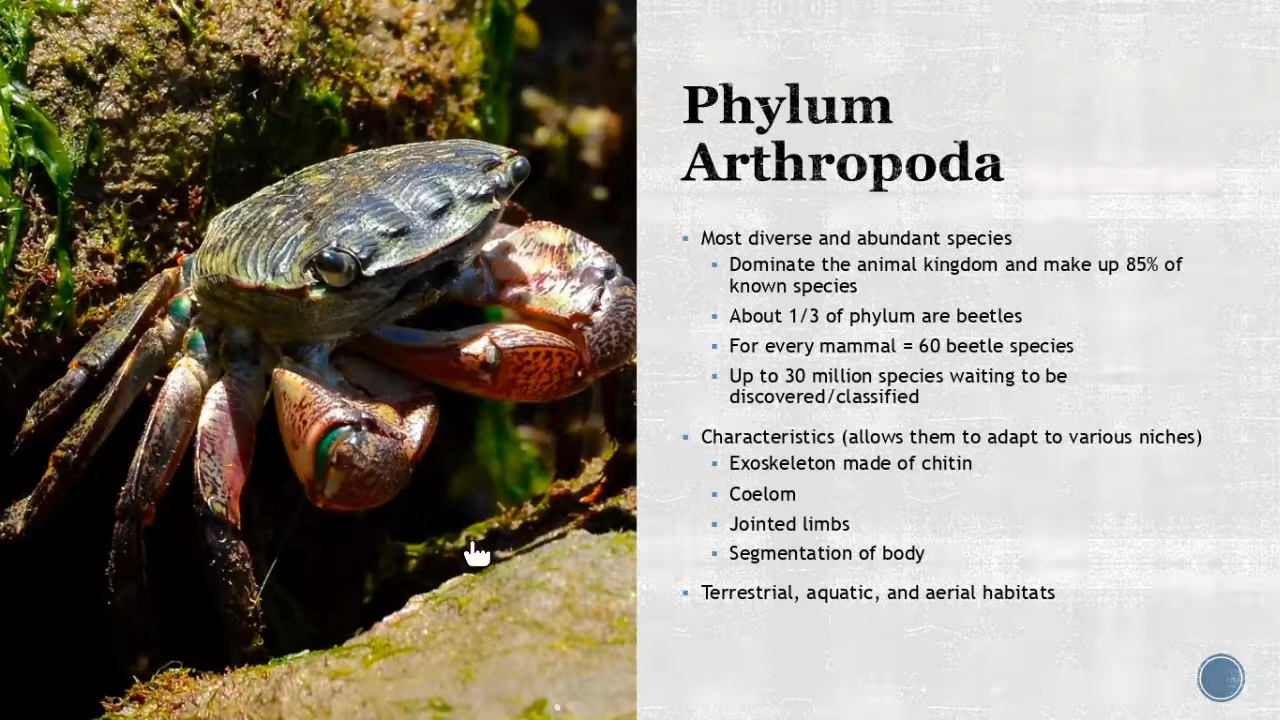 Phylum
Arthropoda
▪ Most diverse and abundant species
▪ Dominate the animal kingdom and make up 85% of
known species
▪ About 1/3 of phylum are beetles
▪ For every mammal = 60 beetle species
▪ Up to 30 million species waiting to be
discovered/classified
▪ Characteristics (allows them to adapt to various niches)
▪ Exoskeleton made of chitin
▪ Coelom
▪ Jointed limbs
▪ Segmentation of body
▪ Terrestrial, aquatic, and aerial habitats